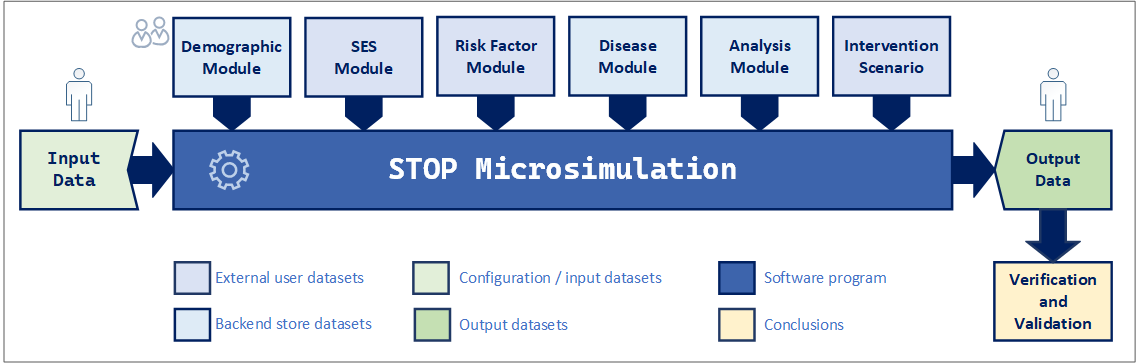 Demographic
Module
SES
Module
Risk Factor
Module
Disease
Module
Analysis
Module
Intervention
Scenario
Input
Data
STOP Microsimulation
Output
Data
External user datasets
Configuration / input datasets
Software program
Backend store datasets
Output datasets
Conclusions
Verification
and
Validation